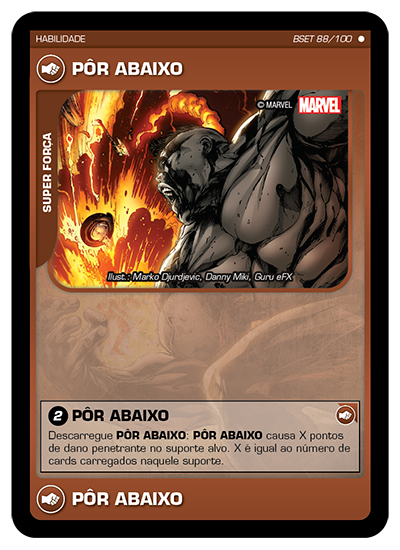 HABILIDADE
BSET 88/100
PÔR ABAIXO
© MARVEL MARVEL
SUPER FORÇA
Ilust.: Marko Djurdjevic, Danny Miki, Guru eFX
2 PÔR ABAIXO
Descarregue PÔR ABAIXO: PÔR ABAIXO causa X pontos
de dano penetrante no suporte alvo. X é igual ao número de
cards carregados naquele suporte.
PÔR ABAIXO